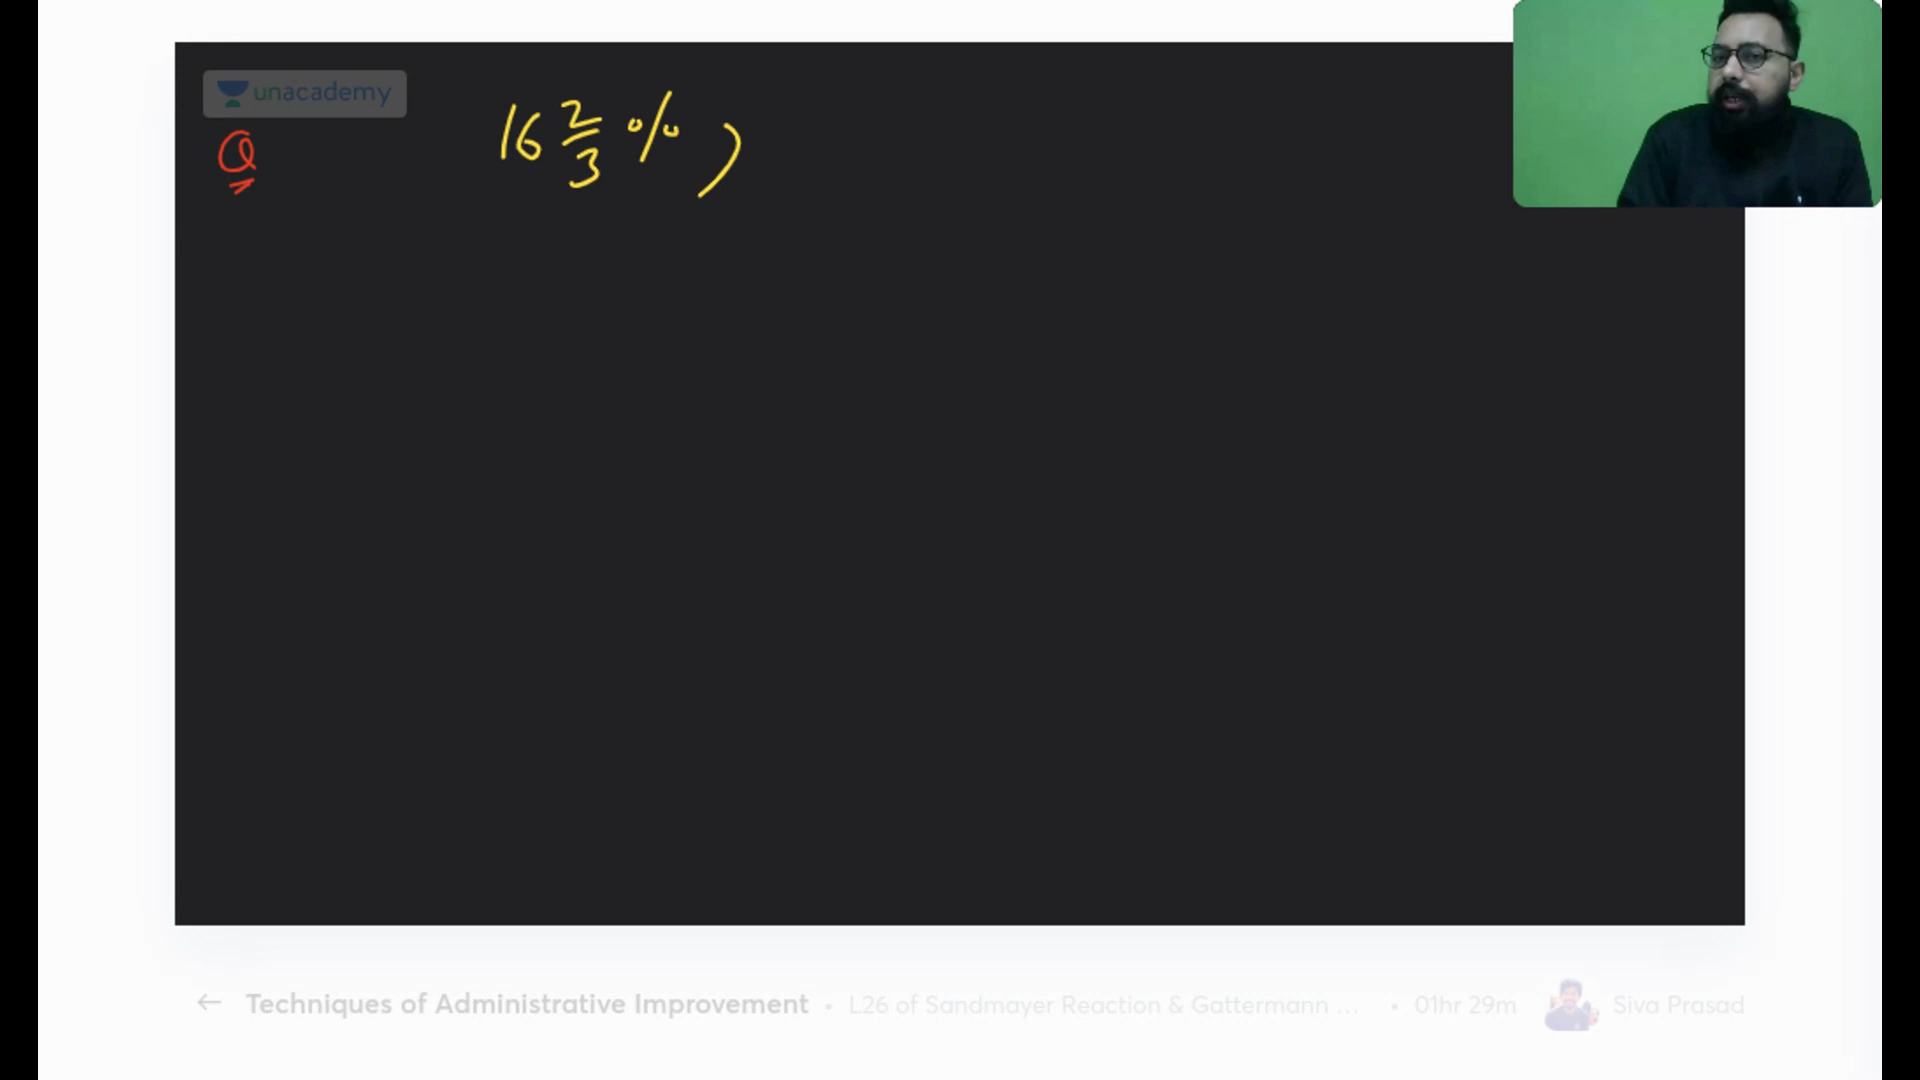 unacademy
Q
16 2/3 % )
← Techniques of Administrative Improvement • L26 of Sandmayer Reaction & Gattermann ... • 01hr 29m Siva Prasad